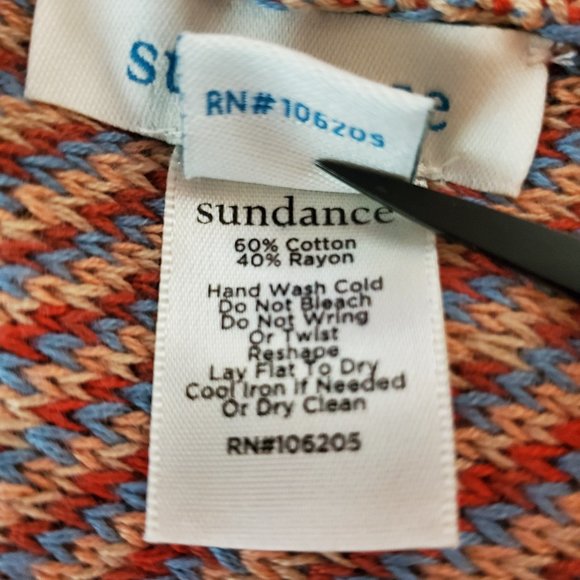 RN#106205
sundance
60% Cotton
40% Rayon
Hand Wash Cold
Do Not Bleach
Do Not Wring
Or Twist
Reshape
Lay Flat To Dry
Cool Iron if Needed
Or Dry Clean
RN#106205